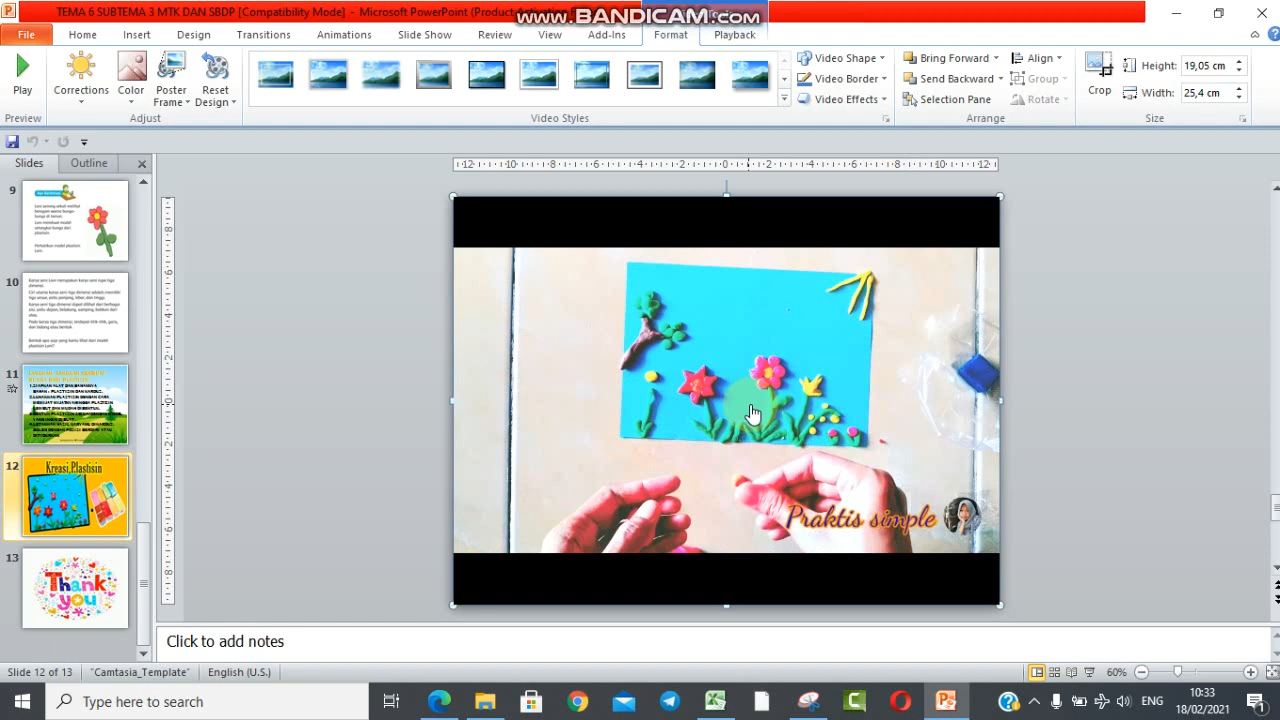 TEMA 6 SUBTEMA 3 MTK DAN SBDP [Compatibility Mode] - Microsoft PowerPoint (Product Activation
www.BANDICAM.com
File Home Insert Design Transitions Animations Slide Show Review View Add-Ins Format Playback
Play
Corrections
Color
Poster Frame
Reset Design
Video Shape
Video Border
Video Effects
Bring Forward
Send Backward
Selection Pane
Align
Group
Rotate
Crop
Height: 19,05 cm
Width: 25,4 cm
Preview Adjust Video Styles Arrange Size
Slides Outline
9
10
11
12
Kreasi Plastisin
13
Thank you
Praktis simple
Click to add notes
Slide 12 of 13 "Camtasia_Template" English (U.S.) 60%
Type here to search
ENG
10:33
18/02/2021